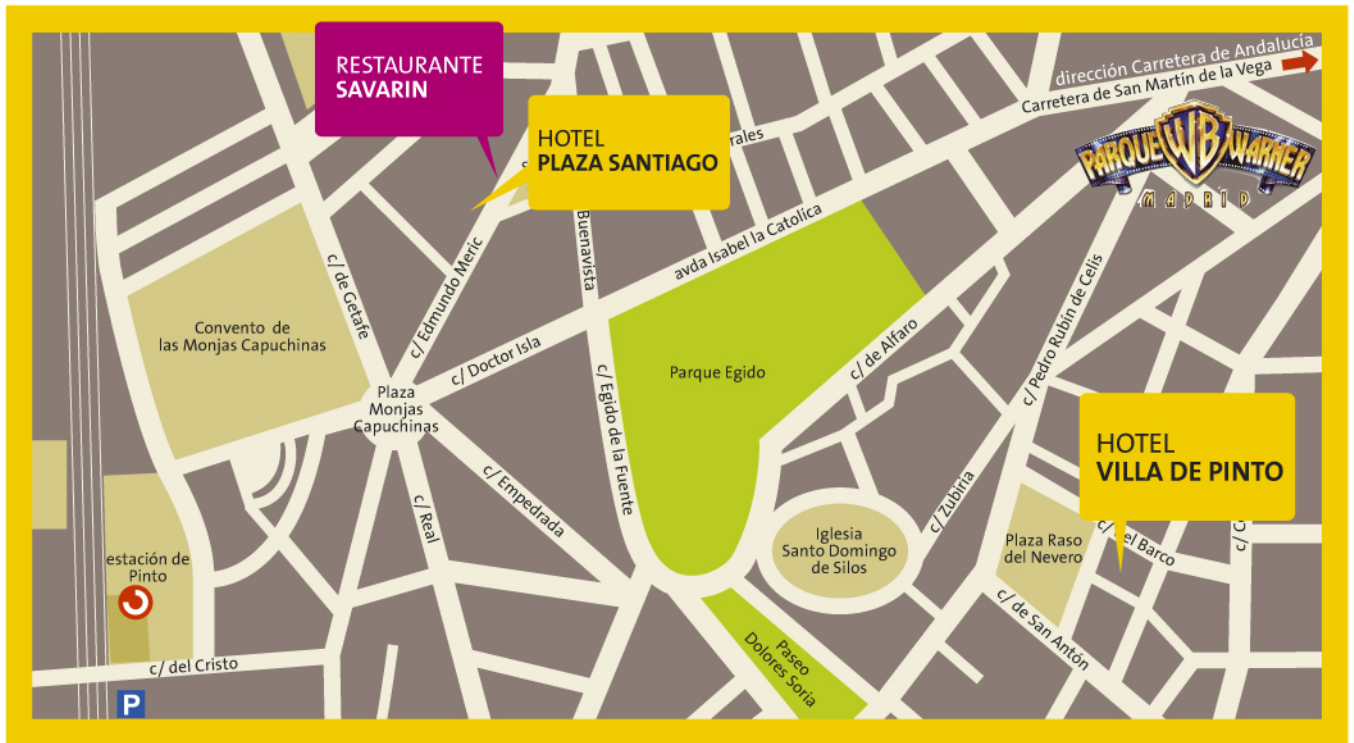 RESTAURANTE
SAVARIN
HOTEL
PLAZA SANTIAGO
dirección Carretera de Andalucía
Carretera de San Martín de la Vega
PARQUE WB WARNER
MADRID
Buenavista
avda Isabel la Catolica
c/ de Getafe
c/ Edmundo Meric
Convento de
las Monjas Capuchinas
c/ Doctor Isla
Parque Egido
c/ de Alfaro
c/ Pedro Rubín de Celis
Plaza
Monjas
Capuchinas
c/ Egido de la Fuente
HOTEL
VILLA DE PINTO
c/ Empedrada
c/ Real
c/ Zubiria
Iglesia
Santo Domingo
de Silos
Plaza Raso
del Nevero
Barco
estación de
Pinto
c/ de San Antón
c/ del Cristo
Paseo
Dolores Soria
P